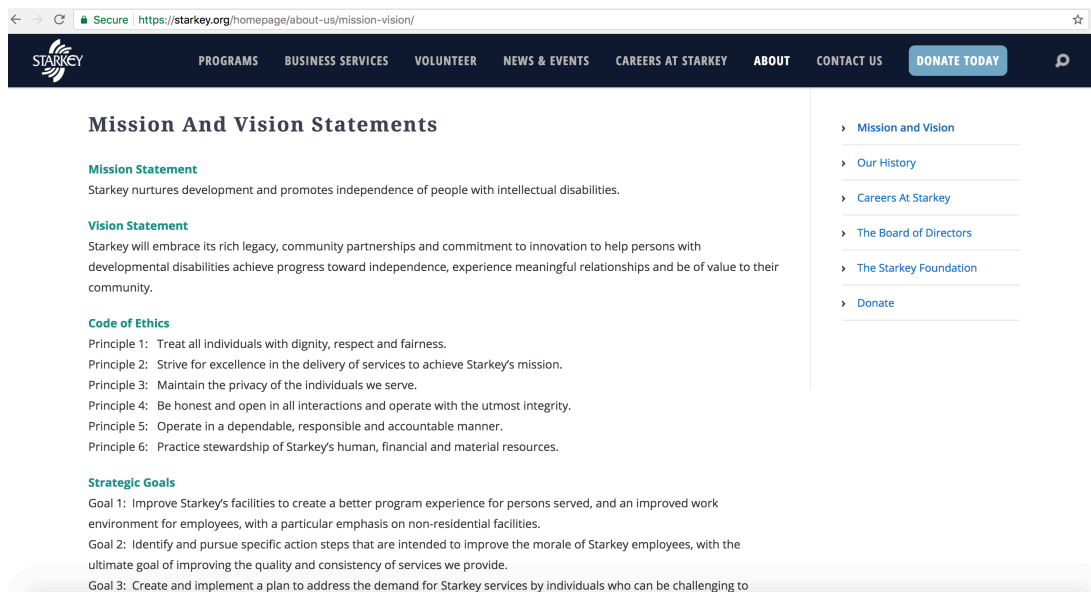 Secure https://starkey.org/homepage/about-us/mission-vision/
STARKEY
PROGRAMS BUSINESS SERVICES VOLUNTEER NEWS & EVENTS CAREERS AT STARKEY ABOUT CONTACT US DONATE TODAY
Mission And Vision Statements
Mission Statement
Starkey nurtures development and promotes independence of people with intellectual disabilities.
Vision Statement
Starkey will embrace its rich legacy, community partnerships and commitment to innovation to help persons with
developmental disabilities achieve progress toward independence, experience meaningful relationships and be of value to their
community.
Code of Ethics
Principle 1: Treat all individuals with dignity, respect and fairness.
Principle 2: Strive for excellence in the delivery of services to achieve Starkey's mission.
Principle 3: Maintain the privacy of the individuals we serve.
Principle 4: Be honest and open in all interactions and operate with the utmost integrity.
Principle 5: Operate in a dependable, responsible and accountable manner.
Principle 6: Practice stewardship of Starkey's human, financial and material resources.
Strategic Goals
Goal 1: Improve Starkey's facilities to create a better program experience for persons served, and an improved work
environment for employees, with a particular emphasis on non-residential facilities.
Goal 2: Identify and pursue specific action steps that are intended to improve the morale of Starkey employees, with the
ultimate goal of improving the quality and consistency of services we provide.
Goal 3: Create and implement a plan to address the demand for Starkey services by individuals who can be challenging to
Mission and Vision
Our History
Careers At Starkey
The Board of Directors
The Starkey Foundation
Donate